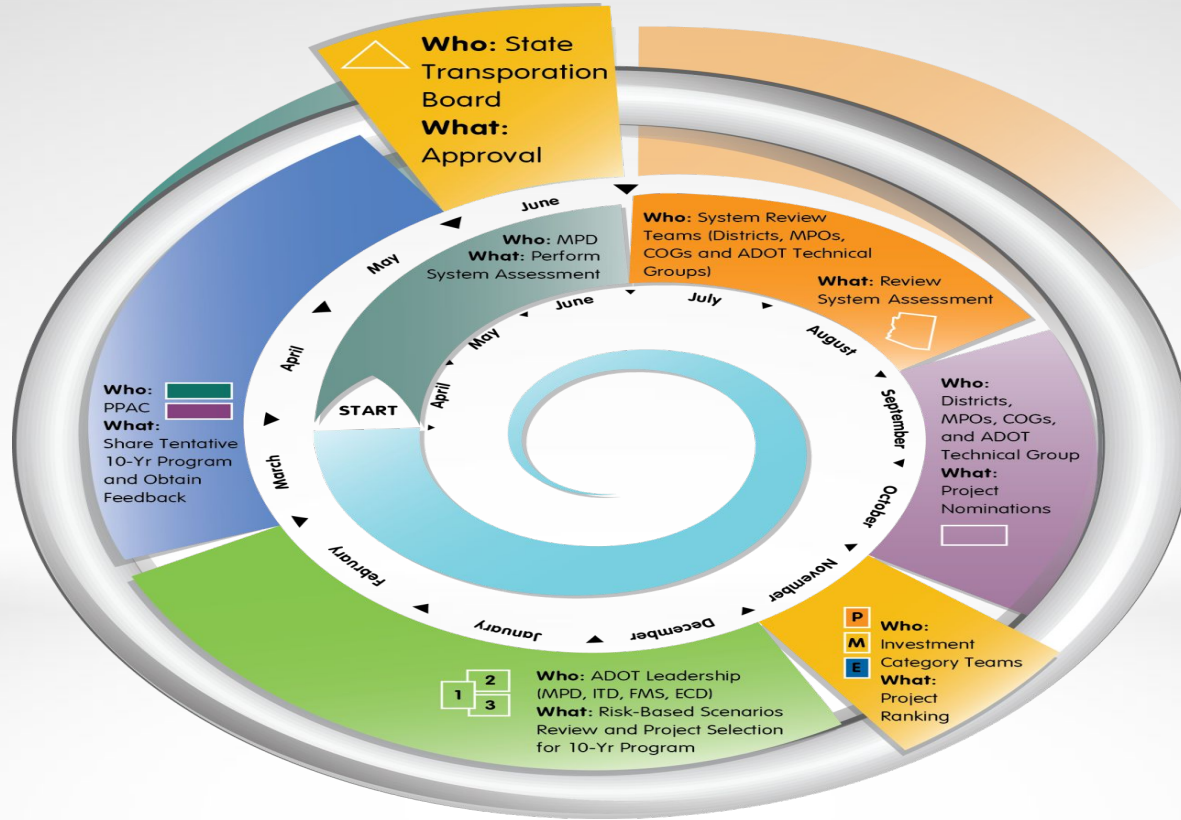 Who: State
Transporation
Board
What:
Approval
June
Who: MPD
What: Perform
System Assessment
Who: System Review
Teams (Districts, MPOs,
COGs and ADOT Technical
Groups)
What: Review
System Assessment
May
April
March
February
January
December
November
October
September
August
July
June
May
April
START
Who:
Districts,
MPOs, COGs,
and ADOT
Technical Group
What:
Project
Nominations
P
M
E
Who:
Investment
Category Teams
What:
Project
Ranking
1
2
3
Who: ADOT Leadership
(MPD, ITD, FMS, ECD)
What: Risk-Based Scenarios
Review and Project Selection
for 10-Yr Program
Who:
PPAC
What:
Share Tentative
10-Yr Program
and Obtain
Feedback